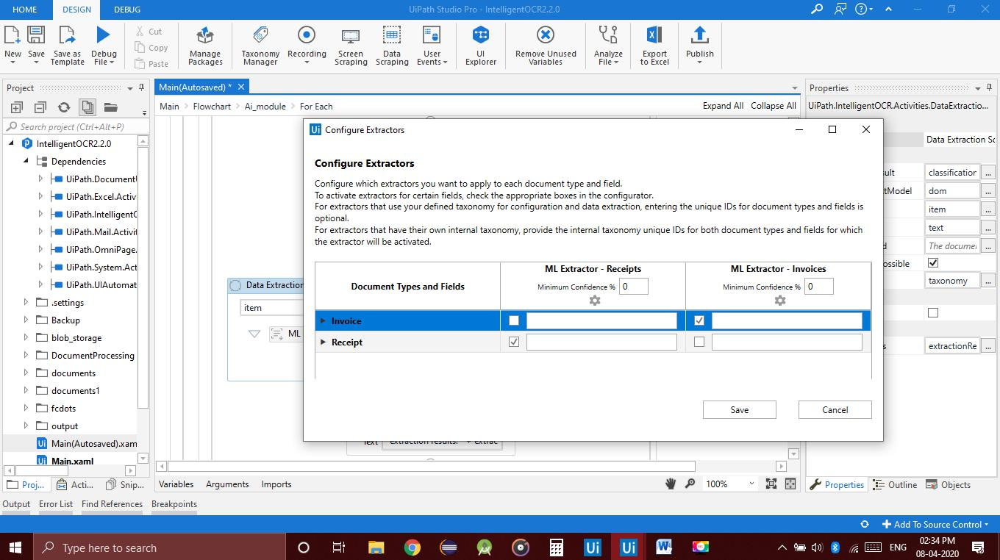 HOME DESIGN DEBUG
UiPath Studio Pro - IntelligentOCR2.2.0
New Save Save as Template Debug File
Cut
Copy
Paste
Manage Packages
Taxonomy Manager
Recording
Screen Scraping
Data Scraping
User Events
UI Explorer
Remove Unused Variables
Analyze File
Export to Excel
Publish
Project
Search project (Ctrl+Alt+P)
IntelligentOCR2.2.0
Dependencies
UiPath.Document
UiPath.Excel.Activ
UiPath.Intelligent
UiPath.Mail.Activit
UiPath.OmniPage.
UiPath.System.Act
UiPath.UIAutomat
.settings
Backup
blob_storage
DocumentProcessing
documents
documents1
fcdots
output
Ui Main(Autosaved).xam
Ui Main.xaml
Proj... Acti... Snip...
Main(Autosaved) *
Main Flowchart Ai_module For Each
Expand All Collapse All
Data Extraction
item
ML
Text extraction results: " + extrac
Ui Configure Extractors
Configure Extractors
Configure which extractors you want to apply to each document type and field.
To activate extractors for certain fields, check the appropriate boxes in the configurator.
For extractors that use your defined taxonomy for configuration and data extraction, entering the unique IDs for document types and fields is
optional.
For extractors that have their own internal taxonomy, provide the internal taxonomy unique IDs for both document types and fields for which
the extractor will be activated.
Document Types and Fields
ML Extractor - Receipts
Minimum Confidence % 0
ML Extractor - Invoices
Minimum Confidence % 0
Invoice
Receipt
Save Cancel
Properties
UiPath.IntelligentOCR.Activities.DataExtractio...
Data Extraction Sc
sult classification ...
tModel dom ...
item ...
text ...
d The documen ...
ossible
taxonomy ...
s extractionRe ...
Variables Arguments Imports
100%
Properties Outline Objects
Output Error List Find References Breakpoints
Add To Source Control
Type here to search
Ui Ui
ENG
02:34 PM
08-04-2020